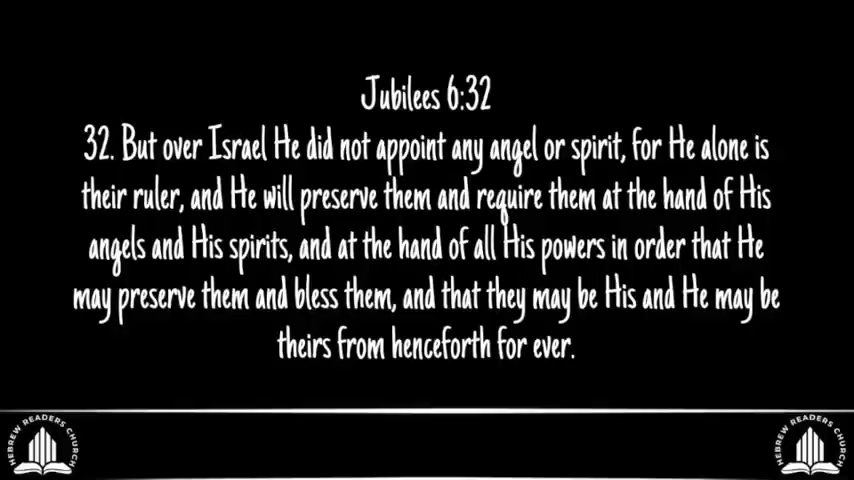 Jubilees 6:32
32. But over Israel He did not appoint any angel or spirit, for He alone is
their ruler, and He will preserve them and require them at the hand of His
angels and His spirits, and at the hand of all His powers in order that He
may preserve them and bless them, and that they may be His and He may be
theirs from henceforth for ever.
HEBREW READERS CHURCH
HEBREW READERS CHURCH